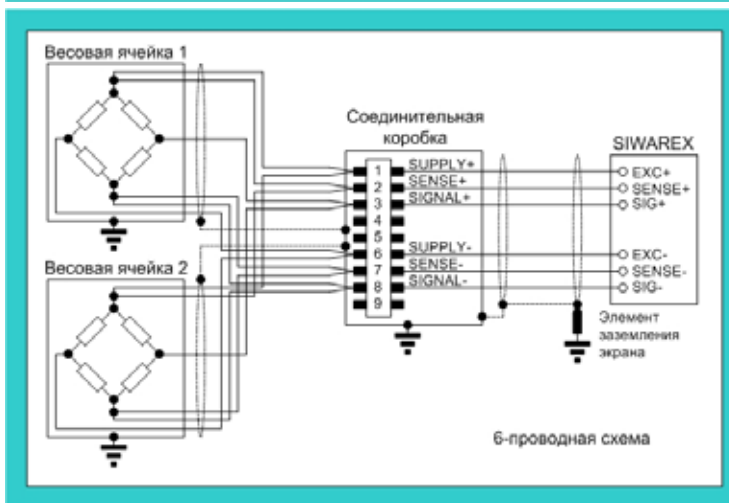 Весовая ячейка 1
Соединительная
коробка
SIWAREX
1 SUPPLY+
2 SENSE+
3 SIGNAL+
4
5
6 SUPPLY-
7 SENSE-
8 SIGNAL-
9
EXC+
SENSE+
SIG+
EXC-
SENSE-
SIG-
Весовая ячейка 2
Элемент
заземления
экрана
6-проводная схема